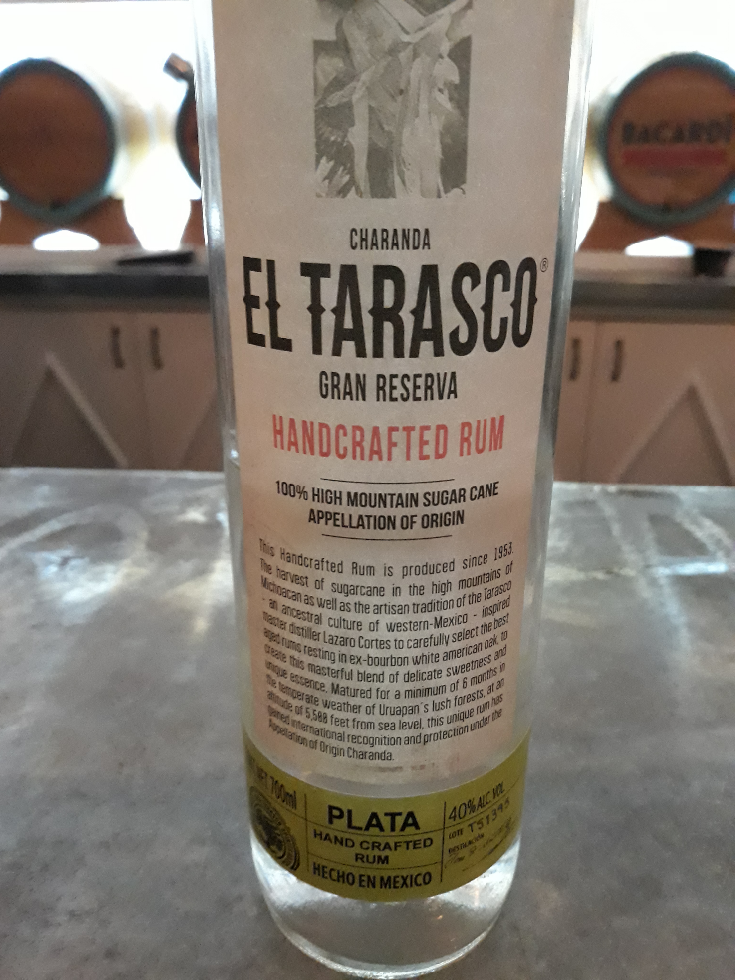 BACARDÍ
CHARANDA
EL TARASCO®
GRAN RESERVA
HANDCRAFTED RUM
100% HIGH MOUNTAIN SUGAR CANE
APPELLATION OF ORIGIN
This Handcrafted Rum is produced since 1953.
The harvest of sugarcane in the high mountains of
Michoacan as well as the artisan tradition of the Tarasco
- an ancestral culture of western-Mexico - inspired
master distiller Lazaro Cortes to carefully select the best
aged rums resting in ex-bourbon white american oak, to
create this masterful blend of delicate sweetness and
unique essence. Matured for a minimum of 6 months in
the temperate weather of Uruapan´s lush forests, at an
altitude of 5,588 feet from sea level, this unique rum has
gained international recognition and protection under the
Appelation of Origin Charanda.
NET 700ml
PLATA
HAND CRAFTED
RUM
HECHO EN MEXICO
40% ALC. VOL.
LOTE
DESTILACIÓN